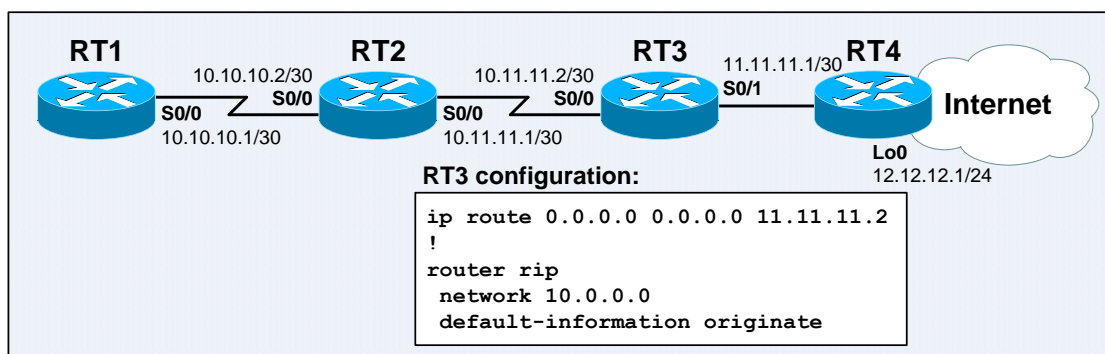 RT1
RT2
RT3
RT4
10.10.10.2/30
10.11.11.2/30
11.11.11.1/30
S0/0
S0/0
S0/0
S0/0
S0/1
Internet
10.10.10.1/30
10.11.11.1/30
Lo0
12.12.12.1/24
RT3 configuration:
ip route 0.0.0.0 0.0.0.0 11.11.11.2
!
router rip
network 10.0.0.0
default-information originate